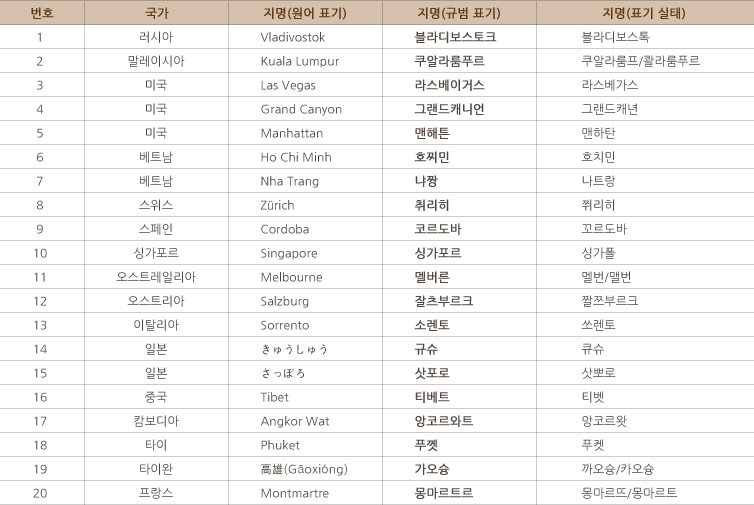 번호 국가 지명(원어 표기) 지명(규범 표기) 지명(표기 실태)
1 러시아 Vladivostok 블라디보스토크 블라디보스톡
2 말레이시아 Kuala Lumpur 쿠알라룸푸르 쿠알라룸프/콸라룸푸르
3 미국 Las Vegas 라스베이거스 라스베가스
4 미국 Grand Canyon 그랜드캐니언 그랜드캐년
5 미국 Manhattan 맨해튼 맨하탄
6 베트남 Ho Chi Minh 호찌민 호치민
7 베트남 Nha Trang 냐짱 나트랑
8 스위스 Zürich 취리히 쮜리히
9 스페인 Cordoba 코르도바 꼬르도바
10 싱가포르 Singapore 싱가포르 싱가폴
11 오스트레일리아 Melbourne 멜버른 멜번/맬번
12 오스트리아 Salzburg 잘츠부르크 짤쯔부르크
13 이탈리아 Sorrento 소렌토 쏘렌토
14 일본 きゅうしゅう 규슈 큐슈
15 일본 さっぽろ 삿포로 삿뽀로
16 중국 Tibet 티베트 티벳
17 캄보디아 Angkor Wat 앙코르와트 앙코르왓
18 타이 Phuket 푸껫 푸켓
19 타이완 高雄(Gāoxióng) 가오슝 까오슝/카오슝
20 프랑스 Montmartre 몽마르트르 몽마르뜨/몽마르트